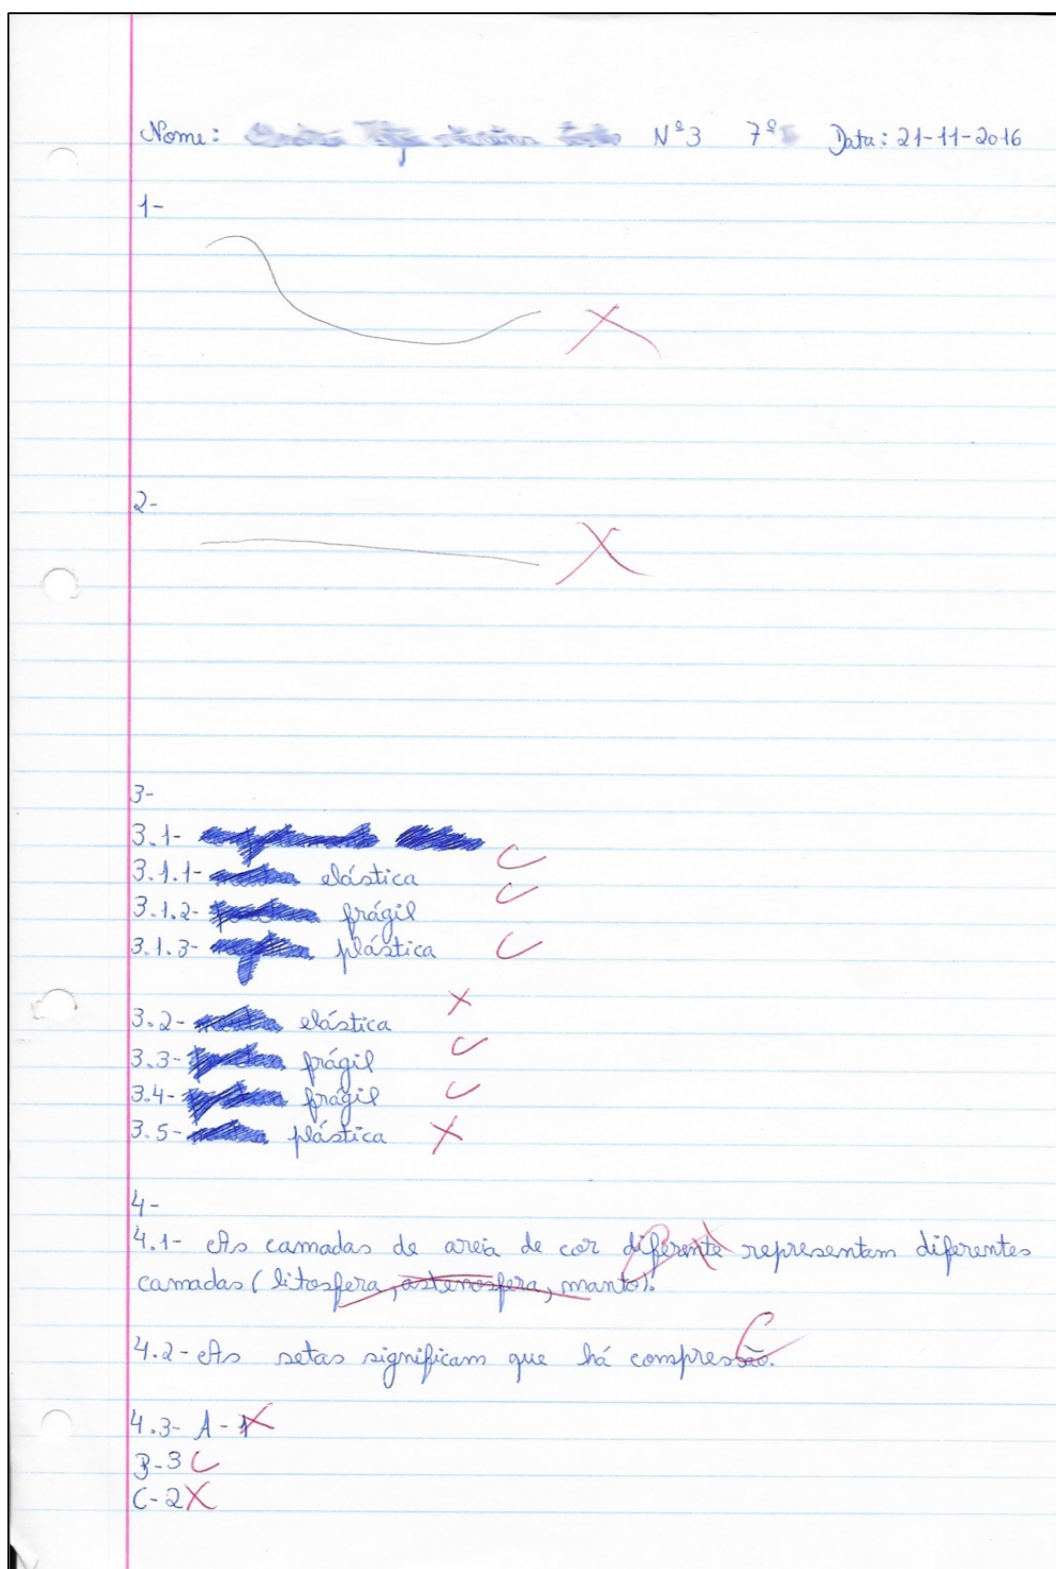 Nome: Nº3 7º Data: 21-11-2016
1-
2-
3-
3.1-
3.1.1- elástica
3.1.2- frágil
3.1.3- plástica
3.2- elástica
3.3- frágil
3.4- frágil
3.5- plástica
4-
4.1- As camadas de areia de cor diferente representam diferentes
camadas (litosfera, astenosfera, manto).
4.2- As setas significam que há compressão.
4.3- A-1
B-3
C-2